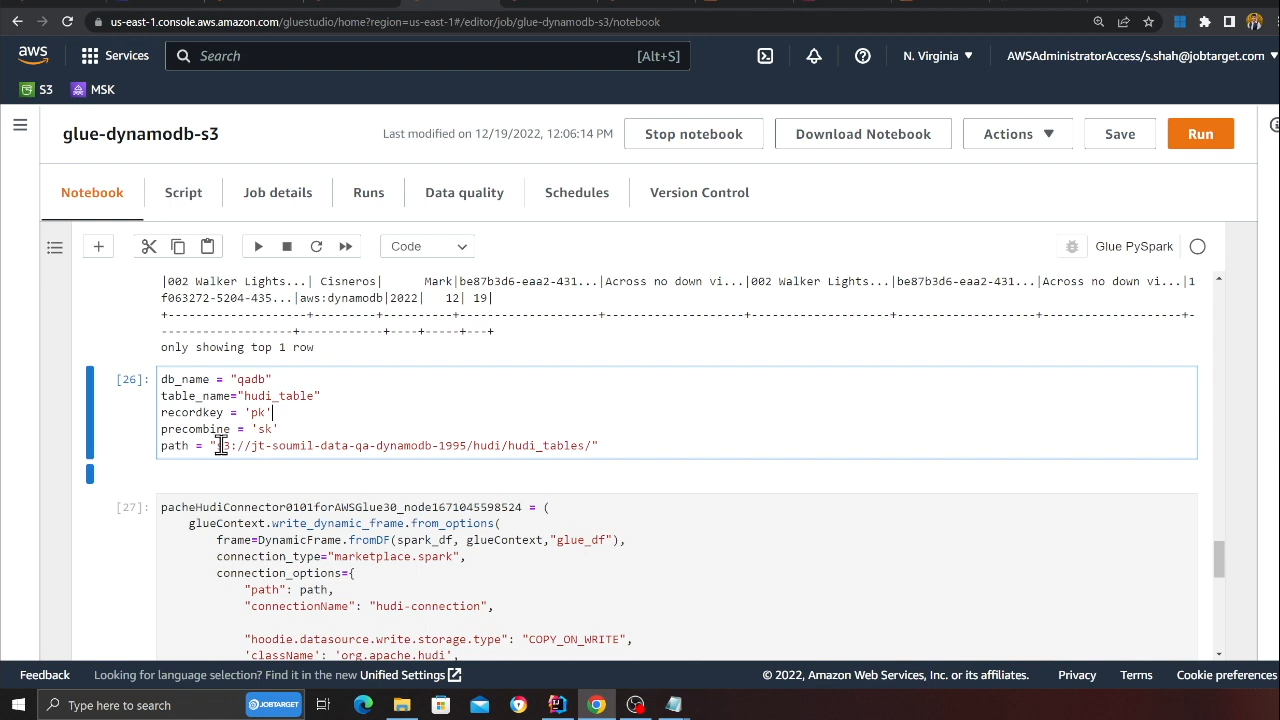 us-east-1.console.aws.amazon.com/gluestudio/home?region=us-east-1#/editor/job/glue-dynamodb-s3/notebook
aws Services Search [Alt+S] N. Virginia AWSAdministratorAccess/s.shah@jobtarget.com
S3 MSK
glue-dynamodb-s3 Last modified on 12/19/2022, 12:06:14 PM Stop notebook Download Notebook Actions Save Run
Notebook Script Job details Runs Data quality Schedules Version Control
Code Glue PySpark
|002 Walker Lights...| Cisneros| Mark|be87b3d6-eaa2-431...|Across no down vi...|002 Walker Lights...|be87b3d6-eaa2-431...|Across no down vi...|1
f063272-5204-435...|aws:dynamodb|2022| 12| 19|
+--------------------+---------+----------+--------------------+--------------------+--------------------+--------------------+--------------------+-
-------------------+------------+----+-----+---+
only showing top 1 row
[26]: db_name = "qadb"
table_name="hudi_table"
recordkey = 'pk'
precombine = 'sk'
path = "s3://jt-soumil-data-qa-dynamodb-1995/hudi/hudi_tables/"
[27]: pacheHudiConnector0101forAWSGlue30_node1671045598524 = (
glueContext.write_dynamic_frame.from_options(
frame=DynamicFrame.fromDF(spark_df, glueContext,"glue_df"),
connection_type="marketplace.spark",
connection_options={
"path": path,
"connectionName": "hudi-connection",
"hoodie.datasource.write.storage.type": "COPY_ON_WRITE",
'className': 'org.apache.hudi',
Feedback Looking for language selection? Find it in the new Unified Settings © 2022, Amazon Web Services, Inc. or its affiliates. Privacy Terms Cookie preferences
Type here to search JOBTARGET